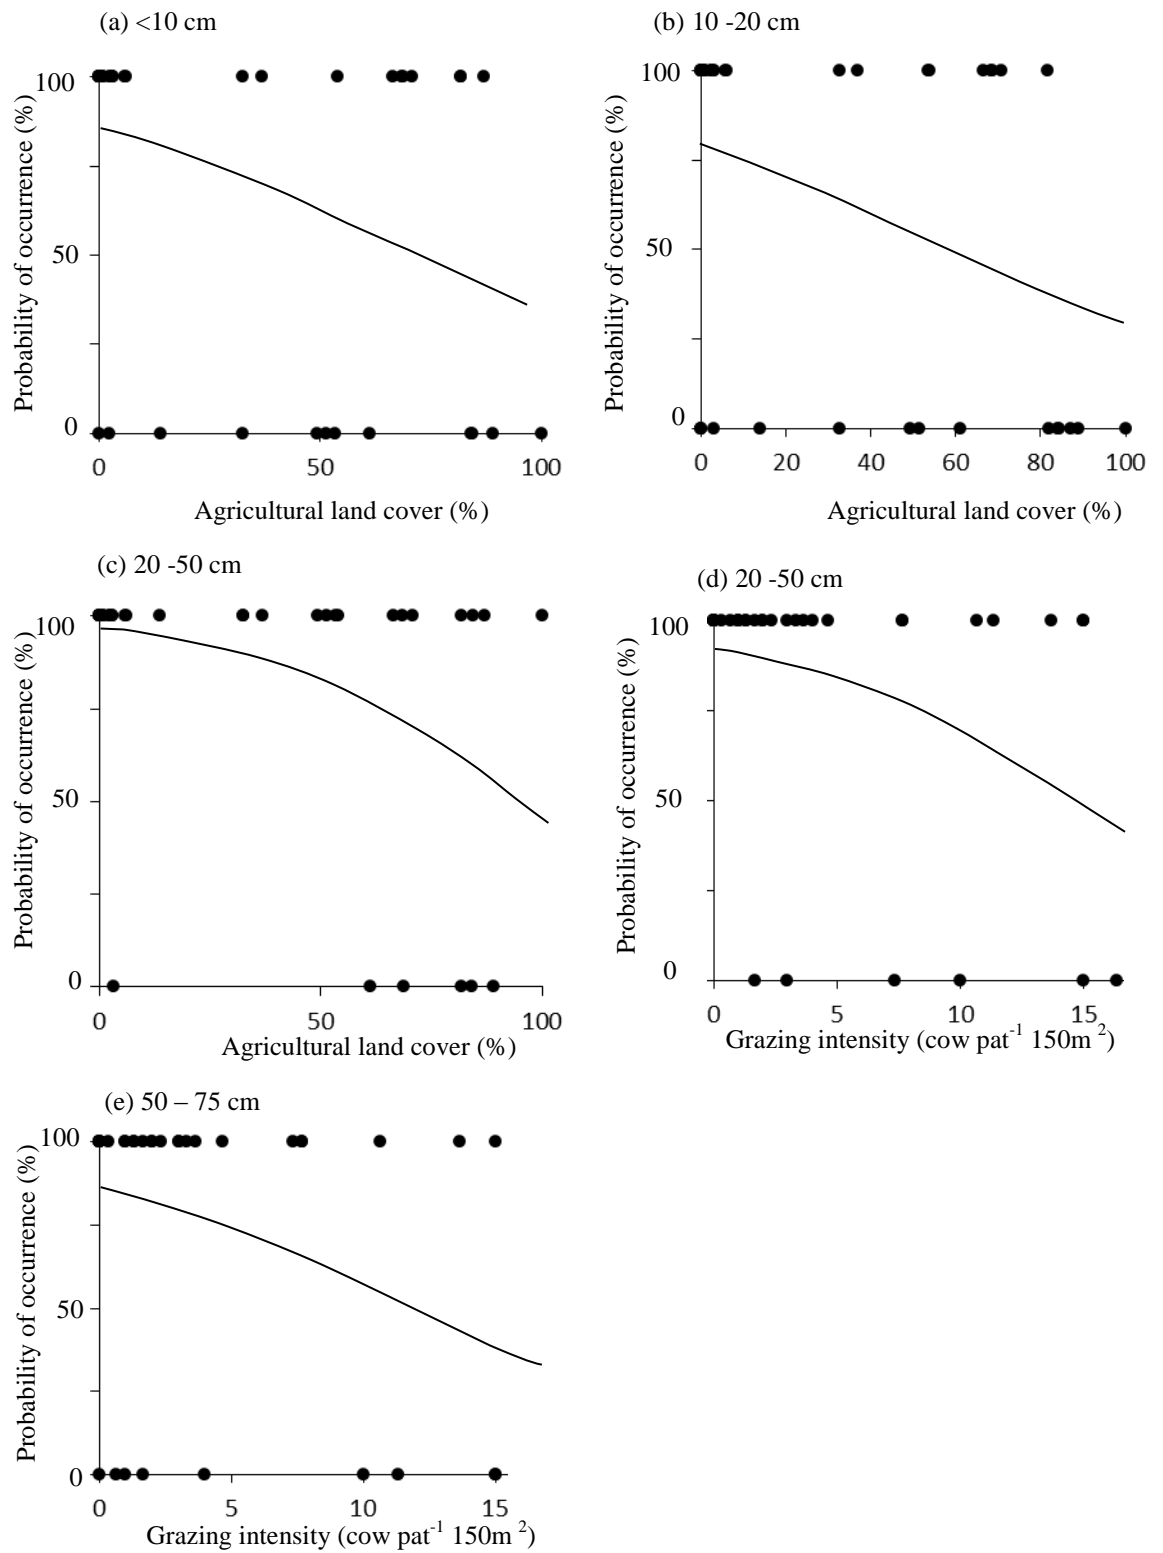 (a) <10 cm
Probability of occurrence (%)
100
50
0
0 50 100
Agricultural land cover (%)
(b) 10 -20 cm
Probability of occurrence (%)
100
50
0
0 20 40 60 80 100
Agricultural land cover (%)
(c) 20 -50 cm
Probability of occurrence (%)
100
50
0
0 50 100
Agricultural land cover (%)
(d) 20 -50 cm
Probability of occurrence (%)
100
50
0
0 5 10 15
Grazing intensity (cow pat⁻¹ 150m ²)
(e) 50 – 75 cm
Probability of occurrence (%)
100
50
0
0 5 10 15
Grazing intensity (cow pat⁻¹ 150m ²)